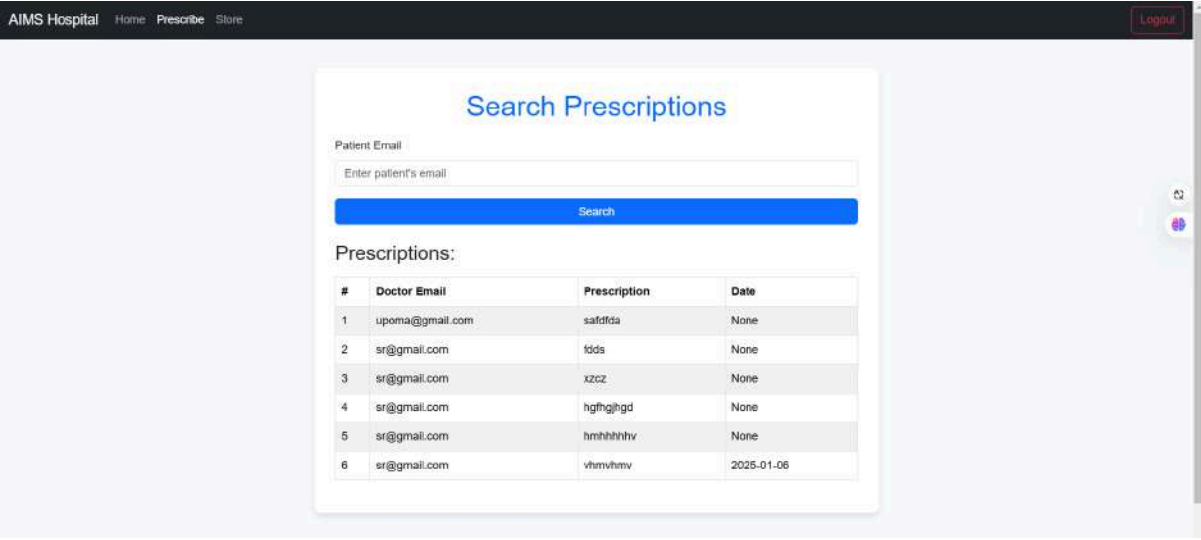 AIMS Hospital Home Prescribe Store Logout
Search Prescriptions
Patient Email
Enter patient's email
Search
Prescriptions:
# Doctor Email Prescription Date
1 upoma@gmail.com safdfda None
2 sr@gmail.com fdds None
3 sr@gmail.com xzcz None
4 sr@gmail.com hgfhgjhgd None
5 sr@gmail.com hmhhhhhv None
6 sr@gmail.com vhmvhmv 2025-01-06